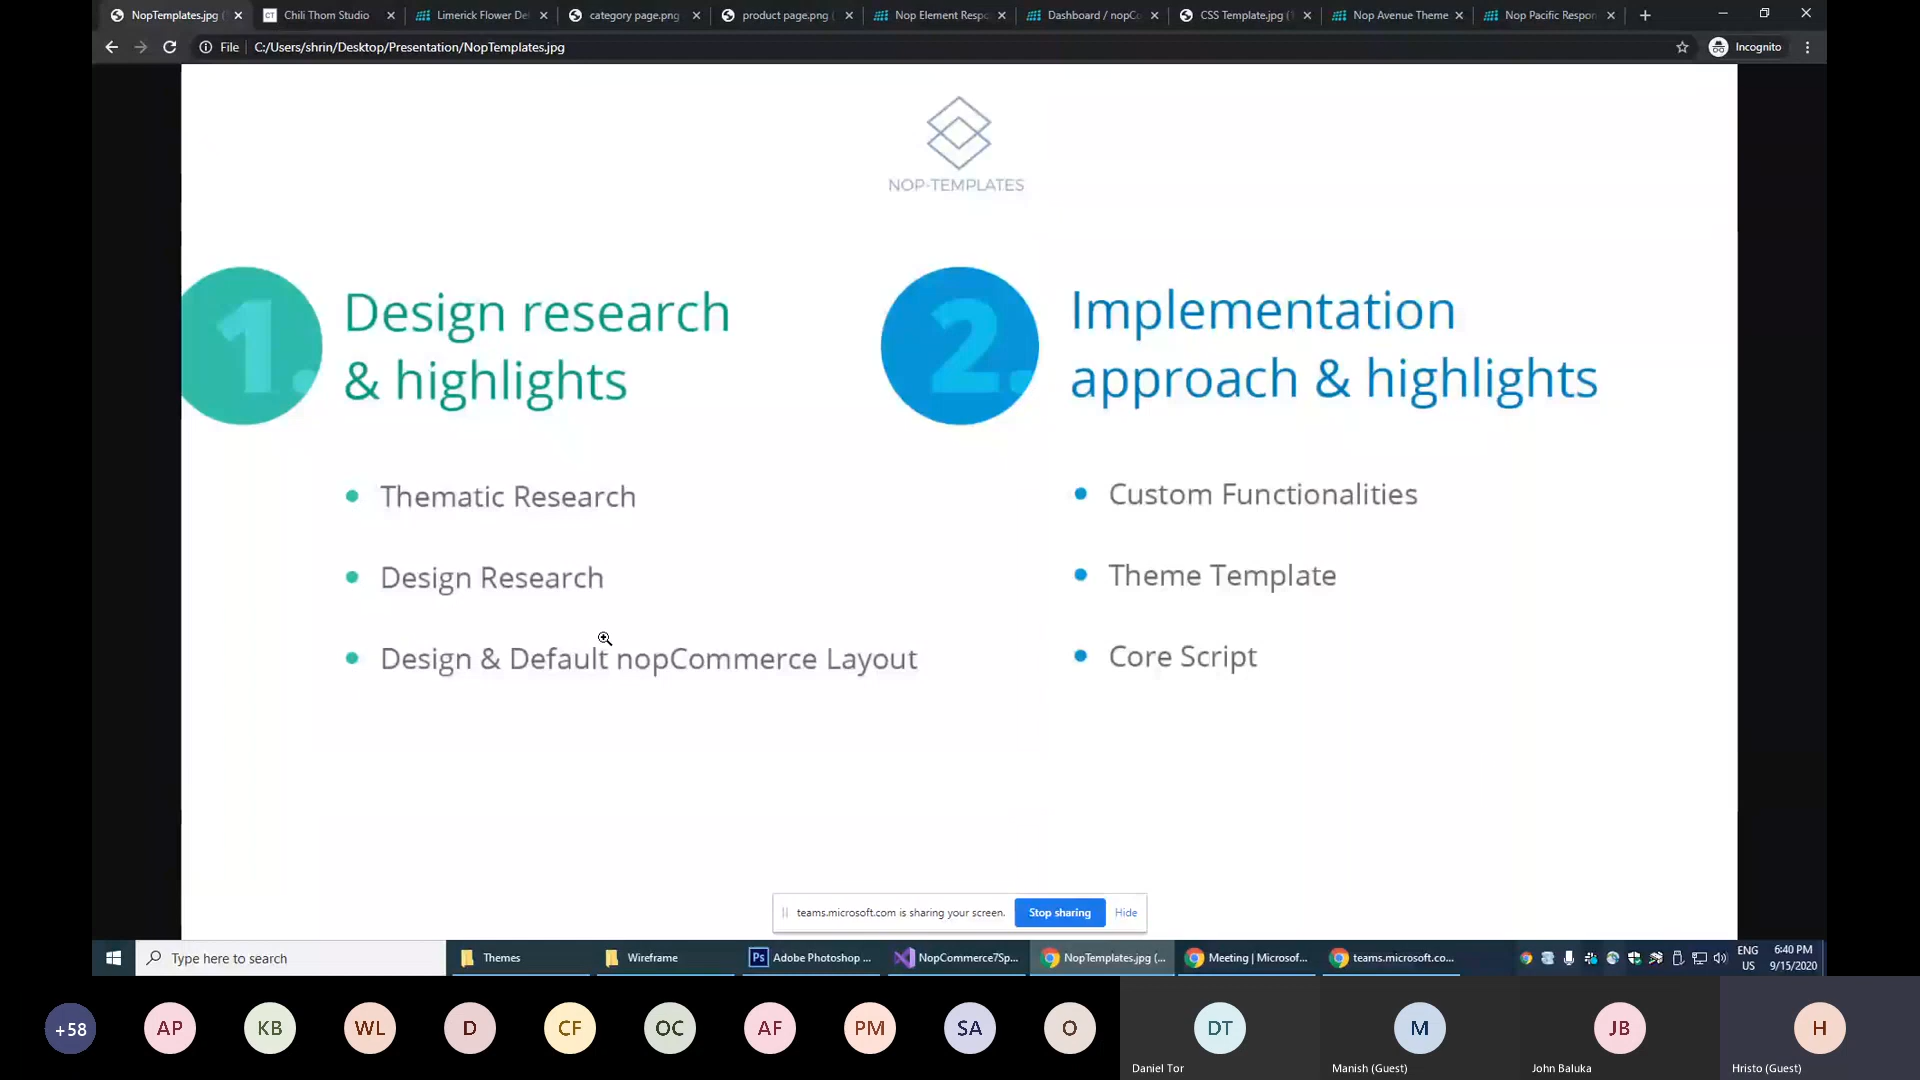 NopTemplates.jpg
Chili Thom Studio
Limerick Flower De
category page.png
product page.png
Nop Element Respo
Dashboard / nopC
CSS Template.jpg
Nop Avenue Theme
Nop Pacific Respon
File
C:/Users/shrin/Desktop/Presentation/NopTemplates.jpg
Incognito
NOP-TEMPLATES
1.
Design research
& highlights
2.
Implementation
approach & highlights
Thematic Research
Design Research
Design & Default nopCommerce Layout
Custom Functionalities
Theme Template
Core Script
teams.microsoft.com is sharing your screen.
Stop sharing
Hide
Type here to search
Themes
Wireframe
Ps
Adobe Photoshop ...
NopCommerce7Sp...
NopTemplates.jpg (...
Meeting | Microsof...
teams.microsoft.co...
ENG
US
6:40 PM
9/15/2020
+58
AP
KB
WL
D
CF
OC
AF
PM
SA
O
DT
M
JB
H
Daniel Tor
Manish (Guest)
John Baluka
Hristo (Guest)